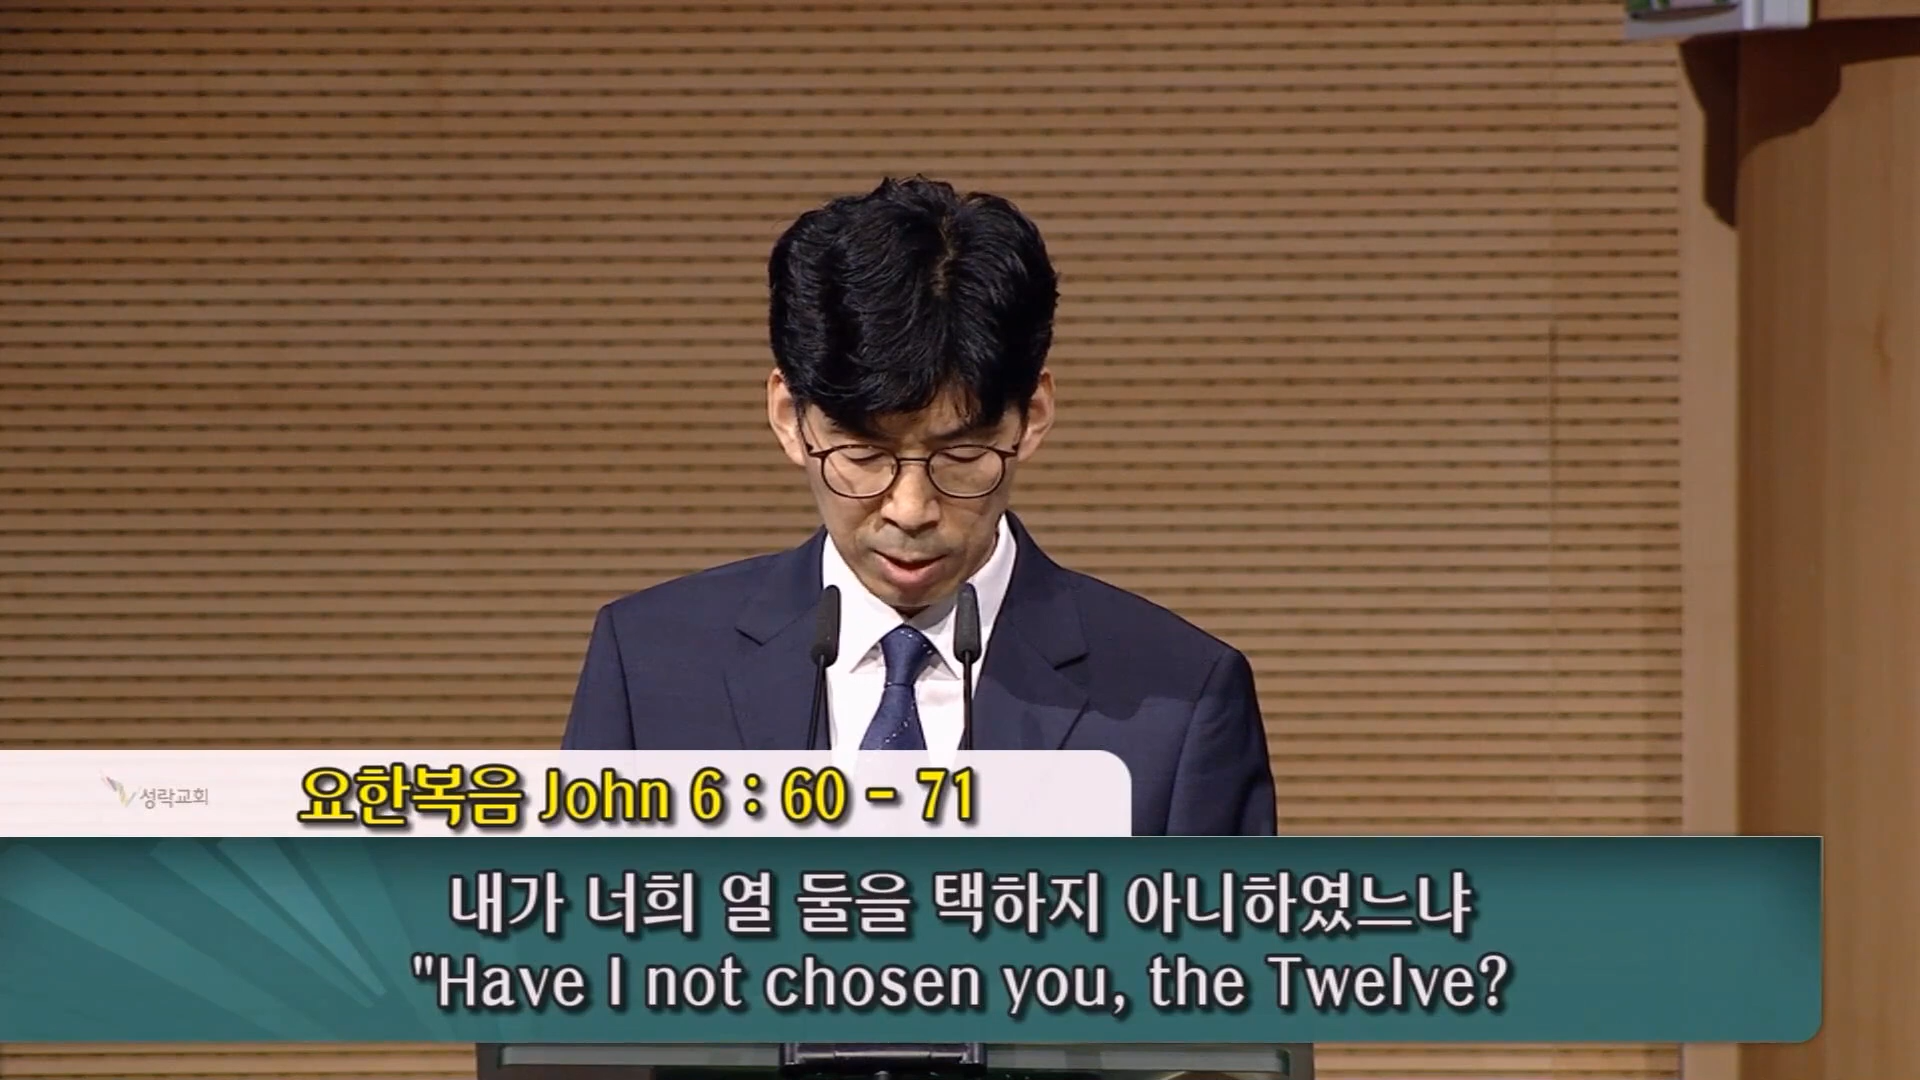 성락교회
요한복음 John 6 : 60 - 71
내가 너희 열 둘을 택하지 아니하였느냐
"Have I not chosen you, the Twelve?